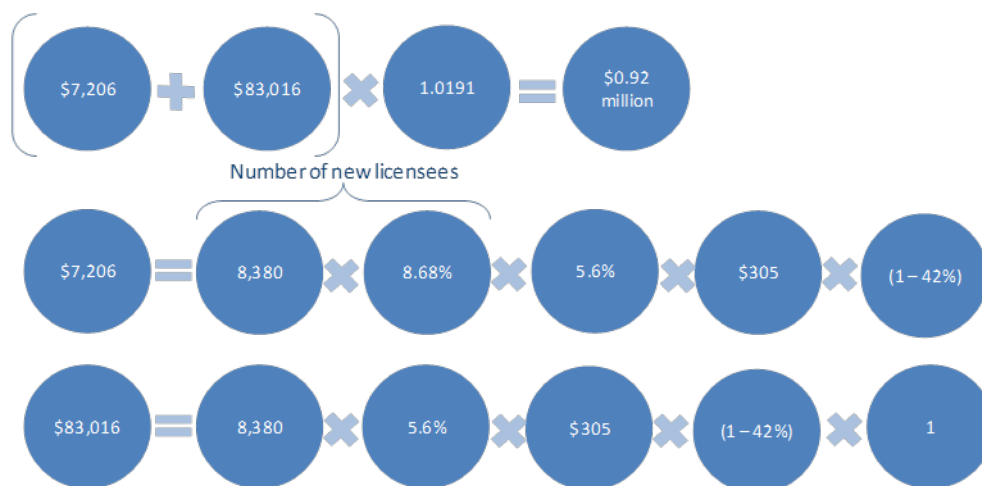 $7,206 + $83,016 × 1.0191 = $0.92 million
Number of new licensees
$7,206 = 8,380 × 8.68% × 5.6% × $305 × (1 – 42%)
$83,016 = 8,380 × 5.6% × $305 × (1 – 42%) × 1